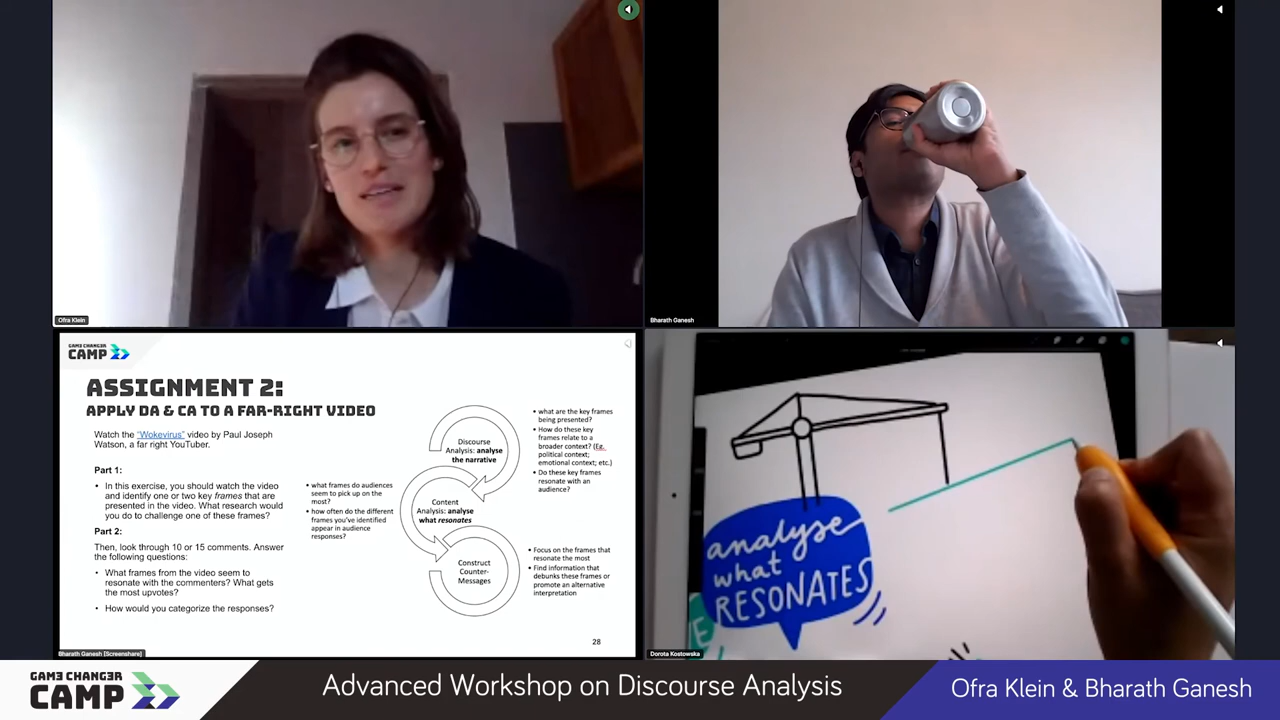 Ofra Klein
Bharath Ganesh
GAM3 CHANG3R
CAMP
ASSIGNMENT 2:
APPLY DA & CA TO A FAR-RIGHT VIDEO
Watch the "Wokevirus" video by Paul Joseph
Watson, a far right YouTuber.
Part 1:
• In this exercise, you should watch the video
and identify one or two key frames that are
presented in the video. What research would
you do to challenge one of these frames?
Part 2:
Then, look through 10 or 15 comments. Answer
the following questions:
• What frames from the video seem to
resonate with the commenters? What gets
the most upvotes?
• How would you categorize the responses?
• what frames do audiences
seem to pick up on the
most?
• how often do the different
frames you've identified
appear in audience
responses?
Discourse
Analysis: analyse
the narrative
Content
Analysis: analyse
what resonates
Construct
Counter-
Messages
• what are the key frames
being presented?
• How do these key
frames relate to a
broader context? (Eg.
political context;
emotional context; etc.)
• Do these key frames
resonate with an
audience?
• Focus on the frames that
resonate the most
• Find information that
debunks these frames or
promote an alternative
interpretation
28
Bharath Ganesh [Screenshare]
analyse
what
RESONATES
E
Dorota Kostowska
GAM3 CHANG3R
CAMP
Advanced Workshop on Discourse Analysis
Ofra Klein & Bharath Ganesh